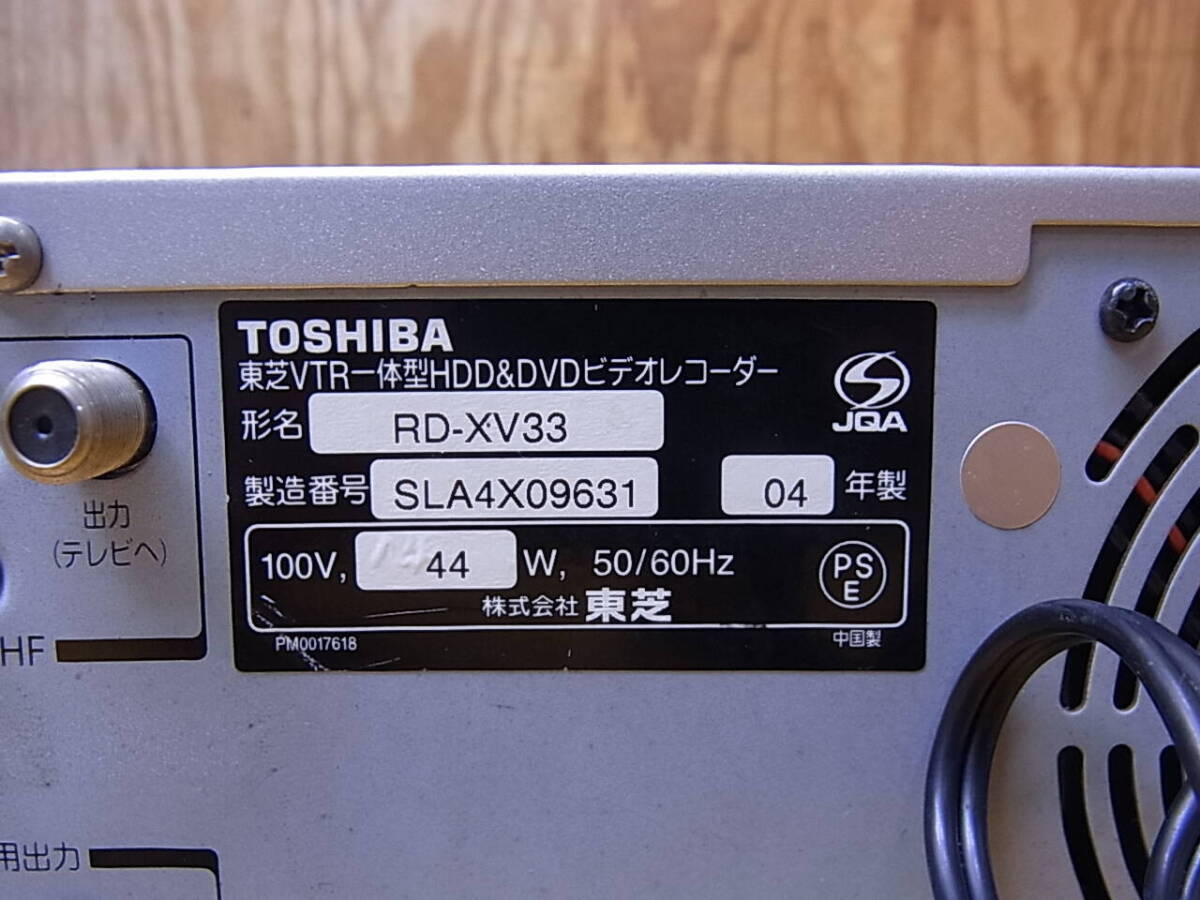 TOSHIBA
東芝VTR一体型HDD&DVDビデオレコーダー
形名 RD-XV33
JQA
製造番号 SLA4X09631 04 年製
100V, 44 W, 50/60Hz
PS
E
株式会社 東芝
PM0017618
中国製
出力
(テレビへ)
HF
用出力